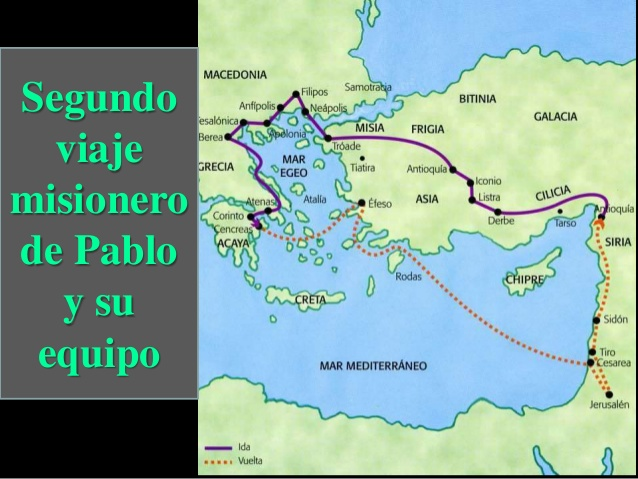 Segundo
viaje
misionero
de Pablo
y su
equipo
MACEDONIA
Filipos
Samotracia
BITINIA
Anfípolis
Neápolis
GALACIA
esalónica
Apolonia
MISIA
FRIGIA
Berea
Tróade
GRECIA
MAR
EGEO
Tiatira
Antioquía
Iconio
CILICIA
Atenas
Atalía
Éfeso
ASIA
Listra
Antioquía
Corinto
Derbe
Tarso
Cencreas
ACAYA
SIRIA
Rodas
CHIPRE
CRETA
Sidón
Tiro
Cesarea
MAR MEDITERRÁNEO
Jerusalén
Ida
Vuelta